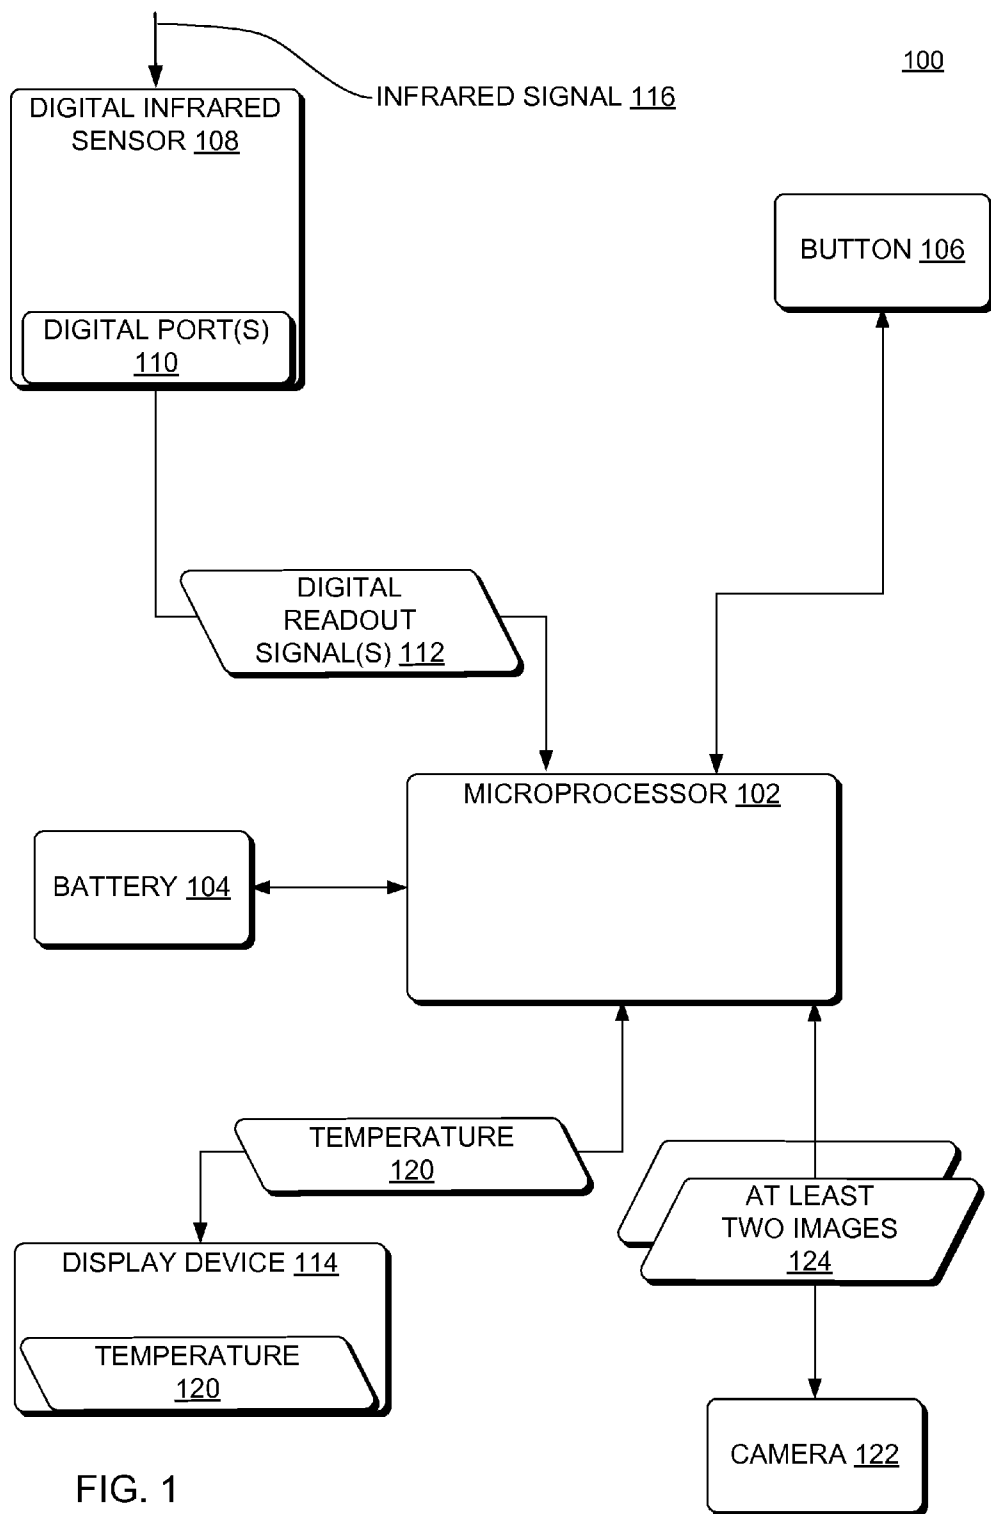 100
INFRARED SIGNAL 116
DIGITAL INFRARED
SENSOR 108
BUTTON 106
DIGITAL PORT(S)
110
DIGITAL
READOUT
SIGNAL(S) 112
MICROPROCESSOR 102
BATTERY 104
TEMPERATURE
120
AT LEAST
TWO IMAGES
124
DISPLAY DEVICE 114
TEMPERATURE
120
CAMERA 122
FIG. 1